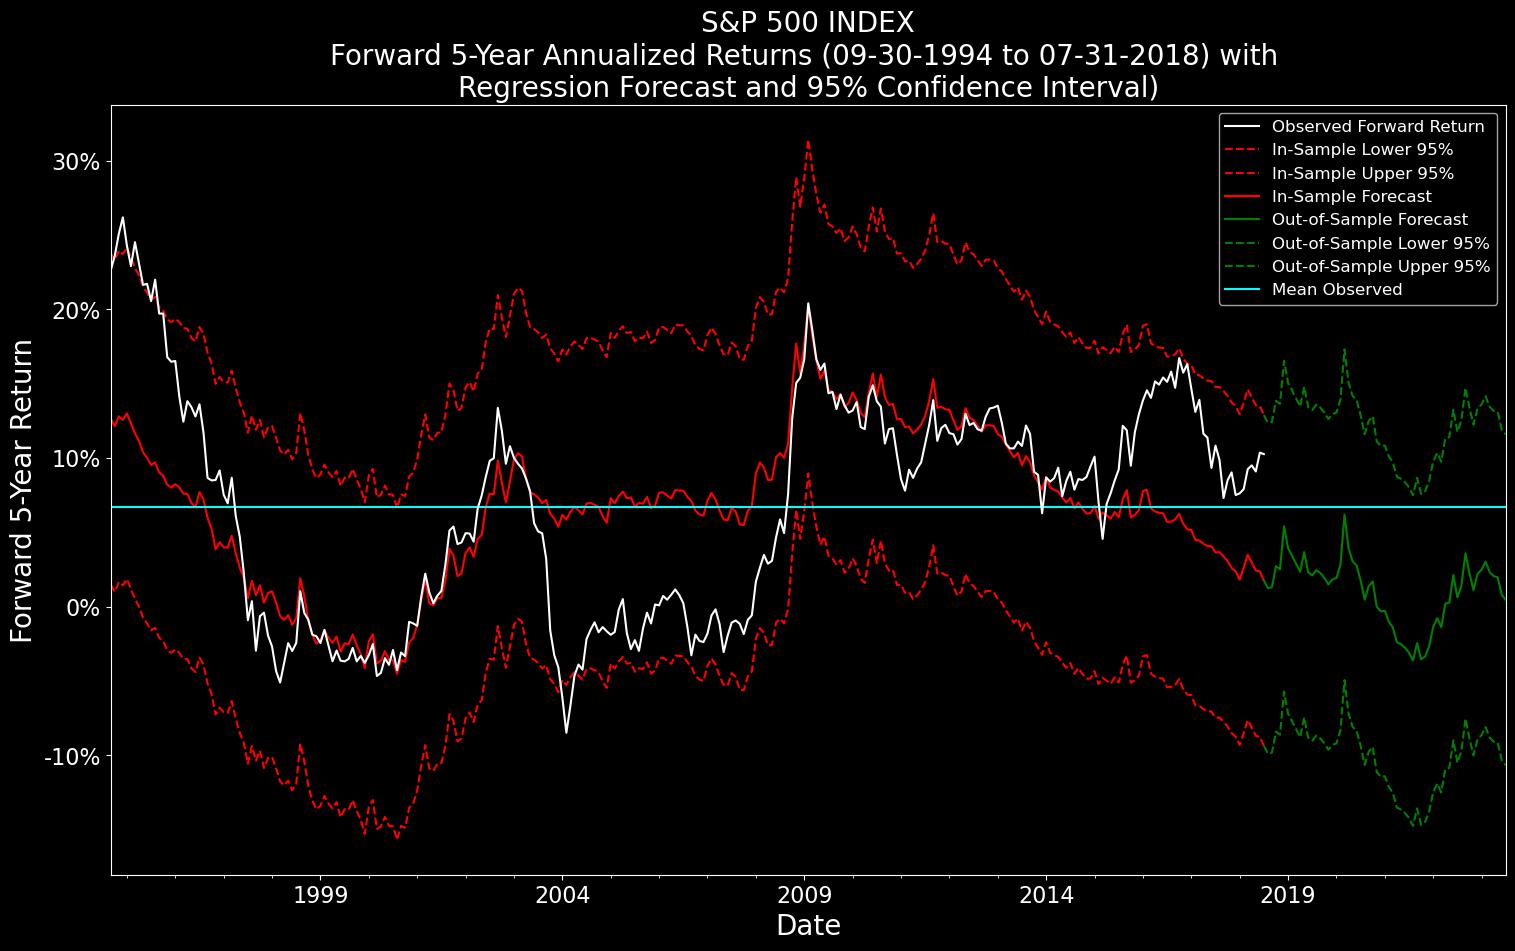 S&P 500 INDEX
Forward 5-Year Annualized Returns (09-30-1994 to 07-31-2018) with
Regression Forecast and 95% Confidence Interval)
Forward 5-Year Return
30%
20%
10%
0%
-10%
Observed Forward Return
In-Sample Lower 95%
In-Sample Upper 95%
In-Sample Forecast
Out-of-Sample Forecast
Out-of-Sample Lower 95%
Out-of-Sample Upper 95%
Mean Observed
1999
2004
2009
2014
2019
Date